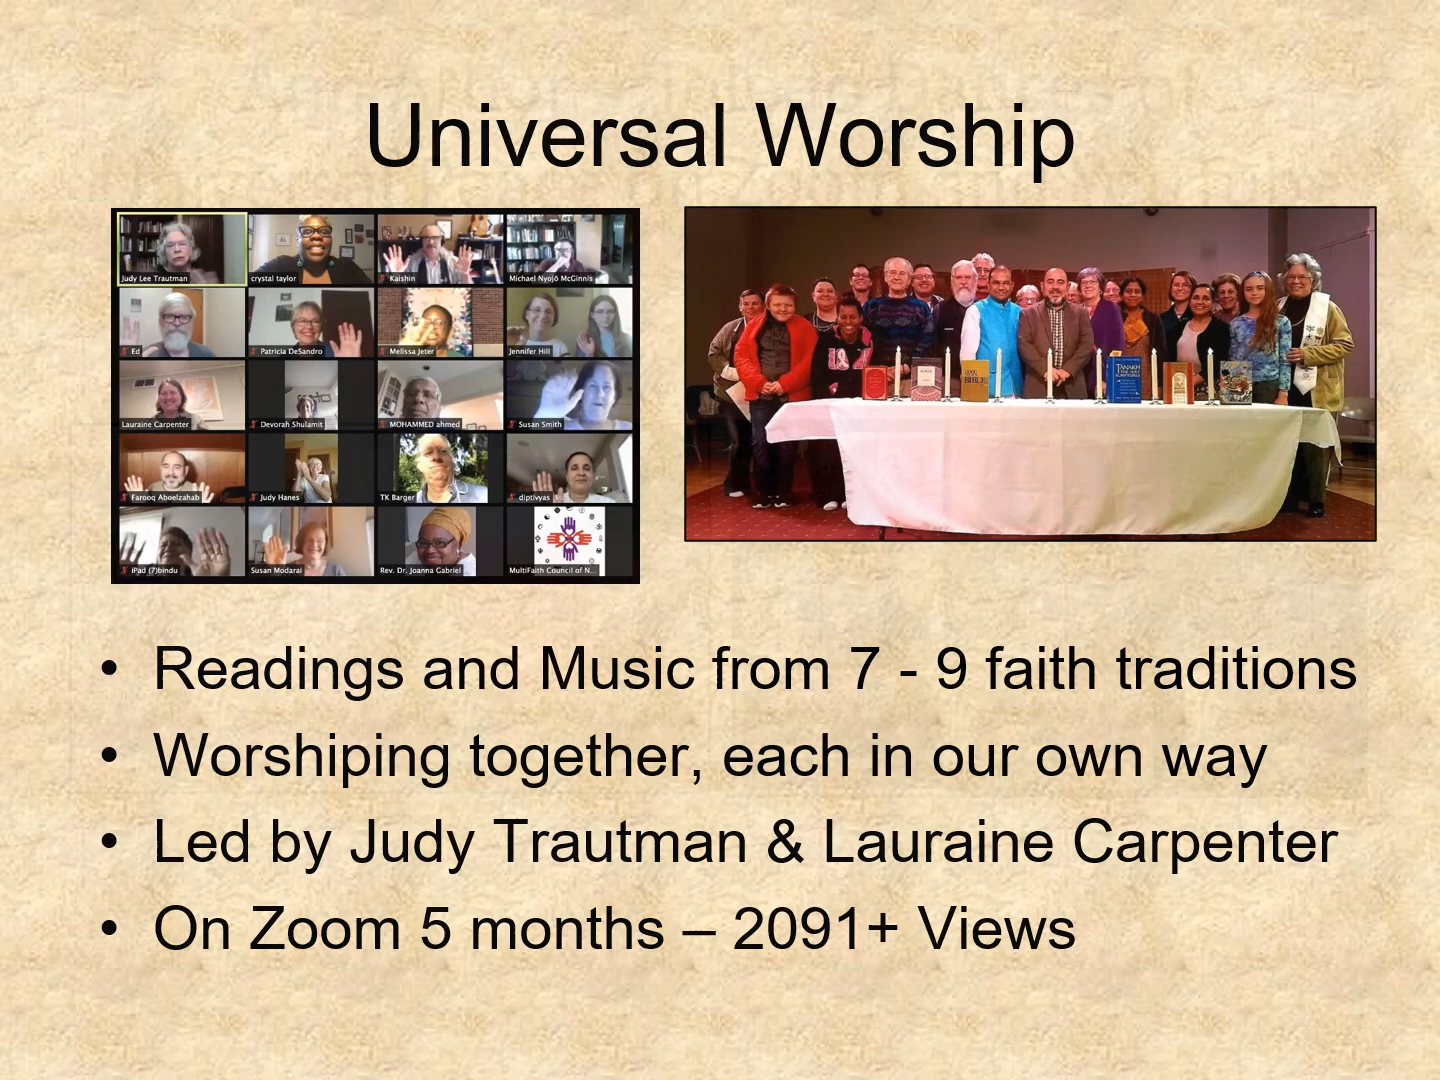 Universal Worship
Judy Lee Trautman
crystal taylor
Kaishin
Michael Nyojō McGinnis
Ed
Patricia DeSandro
Melissa Jeter
Jennifer Hill
Lauraine Carpenter
Devorah Shulamit
MOHAMMED ahmed
Susan Smith
Farooq Aboelzahab
Judy Hanes
TK Barger
diptivyas
iPad (7)bindu
Susan Modarai
Rev. Dr. Joanna Gabriel
MultiFaith Council of N...
BIBLE
TANAKH
• Readings and Music from 7 - 9 faith traditions
• Worshiping together, each in our own way
• Led by Judy Trautman & Lauraine Carpenter
• On Zoom 5 months – 2091+ Views